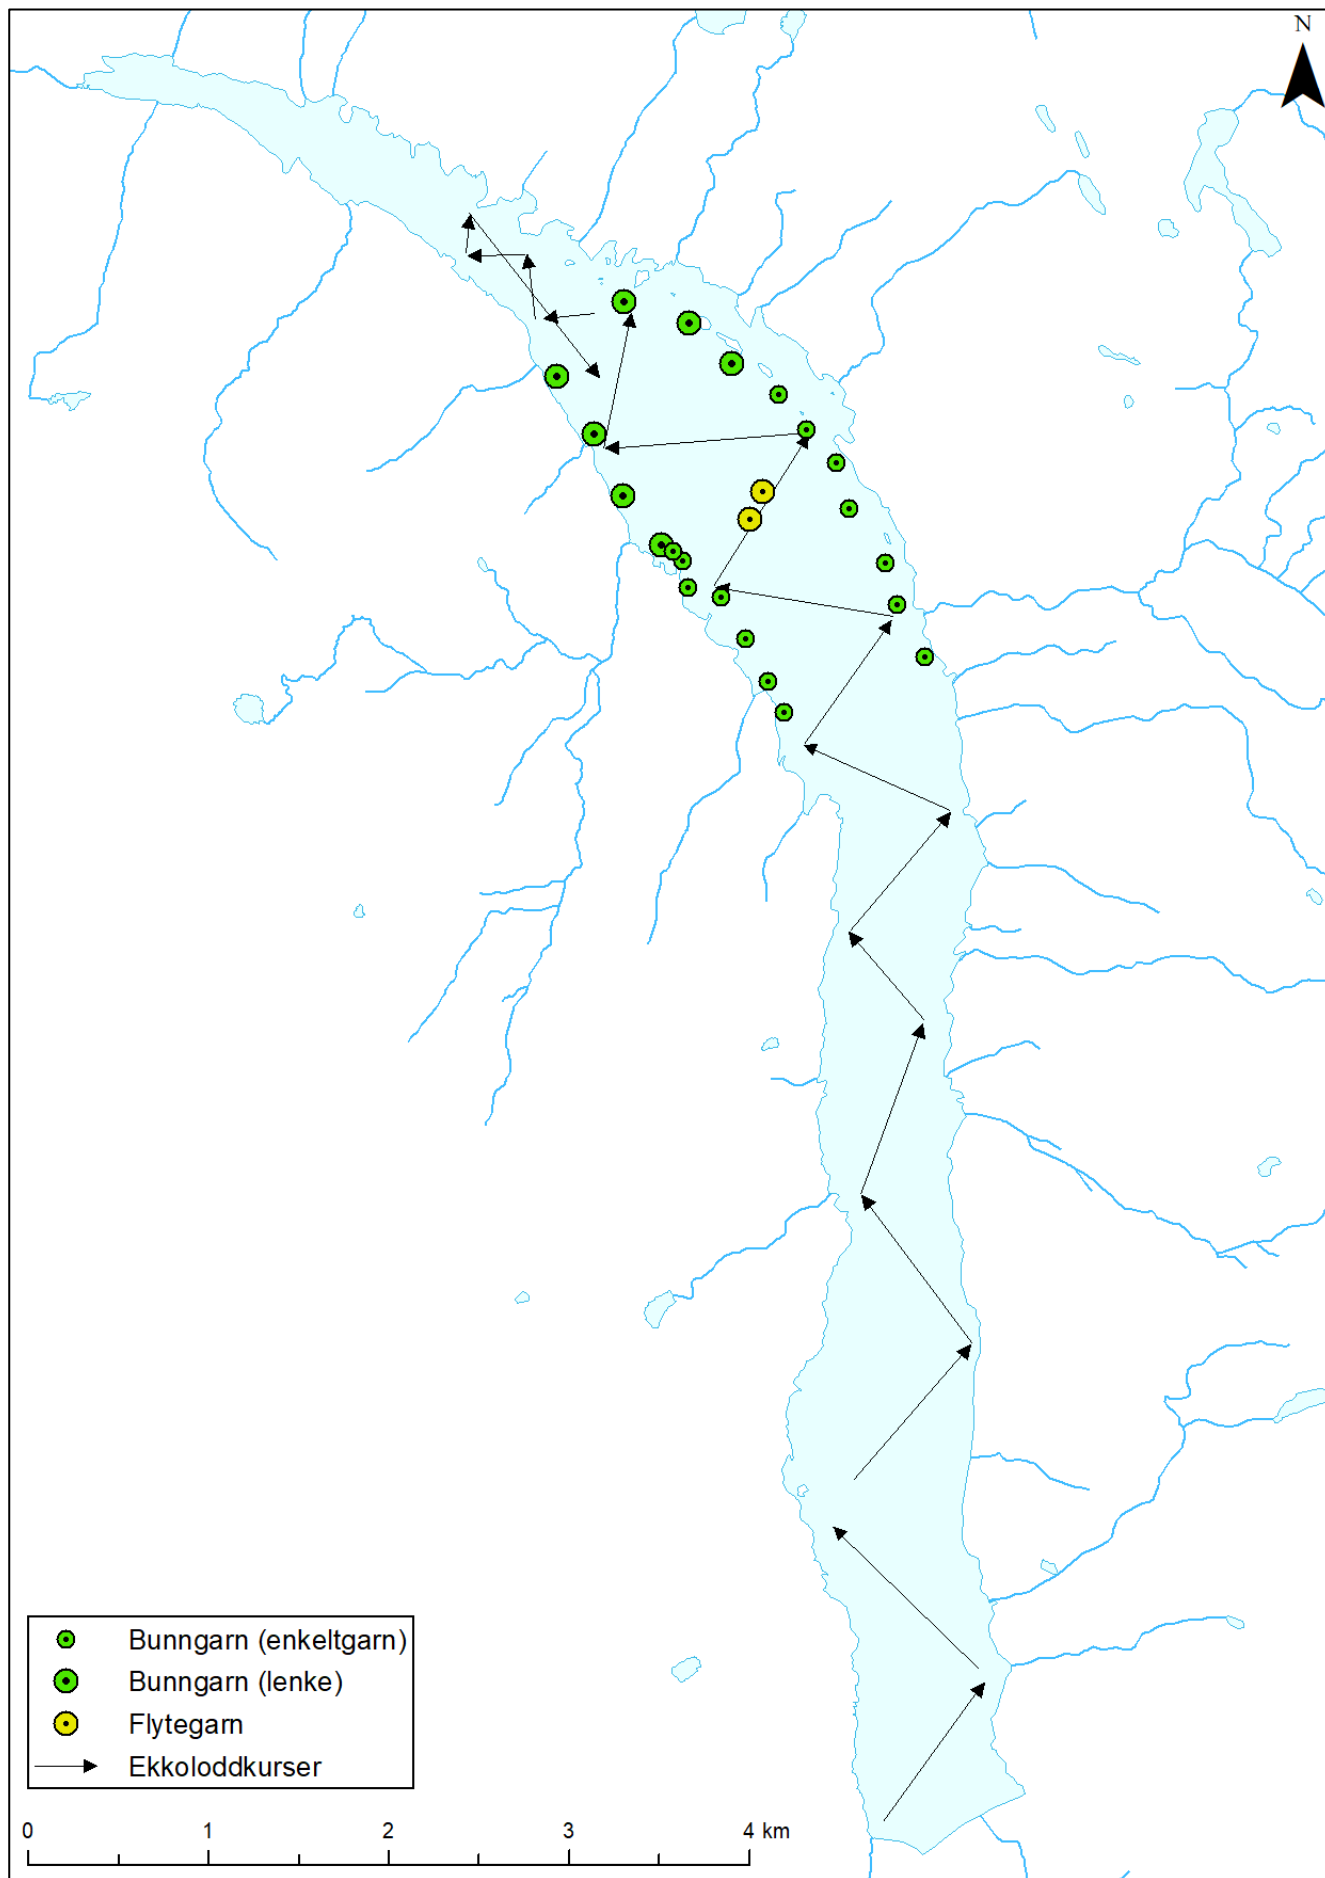 N
Bunngarn (enkeltgarn)
Bunngarn (lenke)
Flytegarn
Ekkoloddkurser
0 1 2 3 4 km